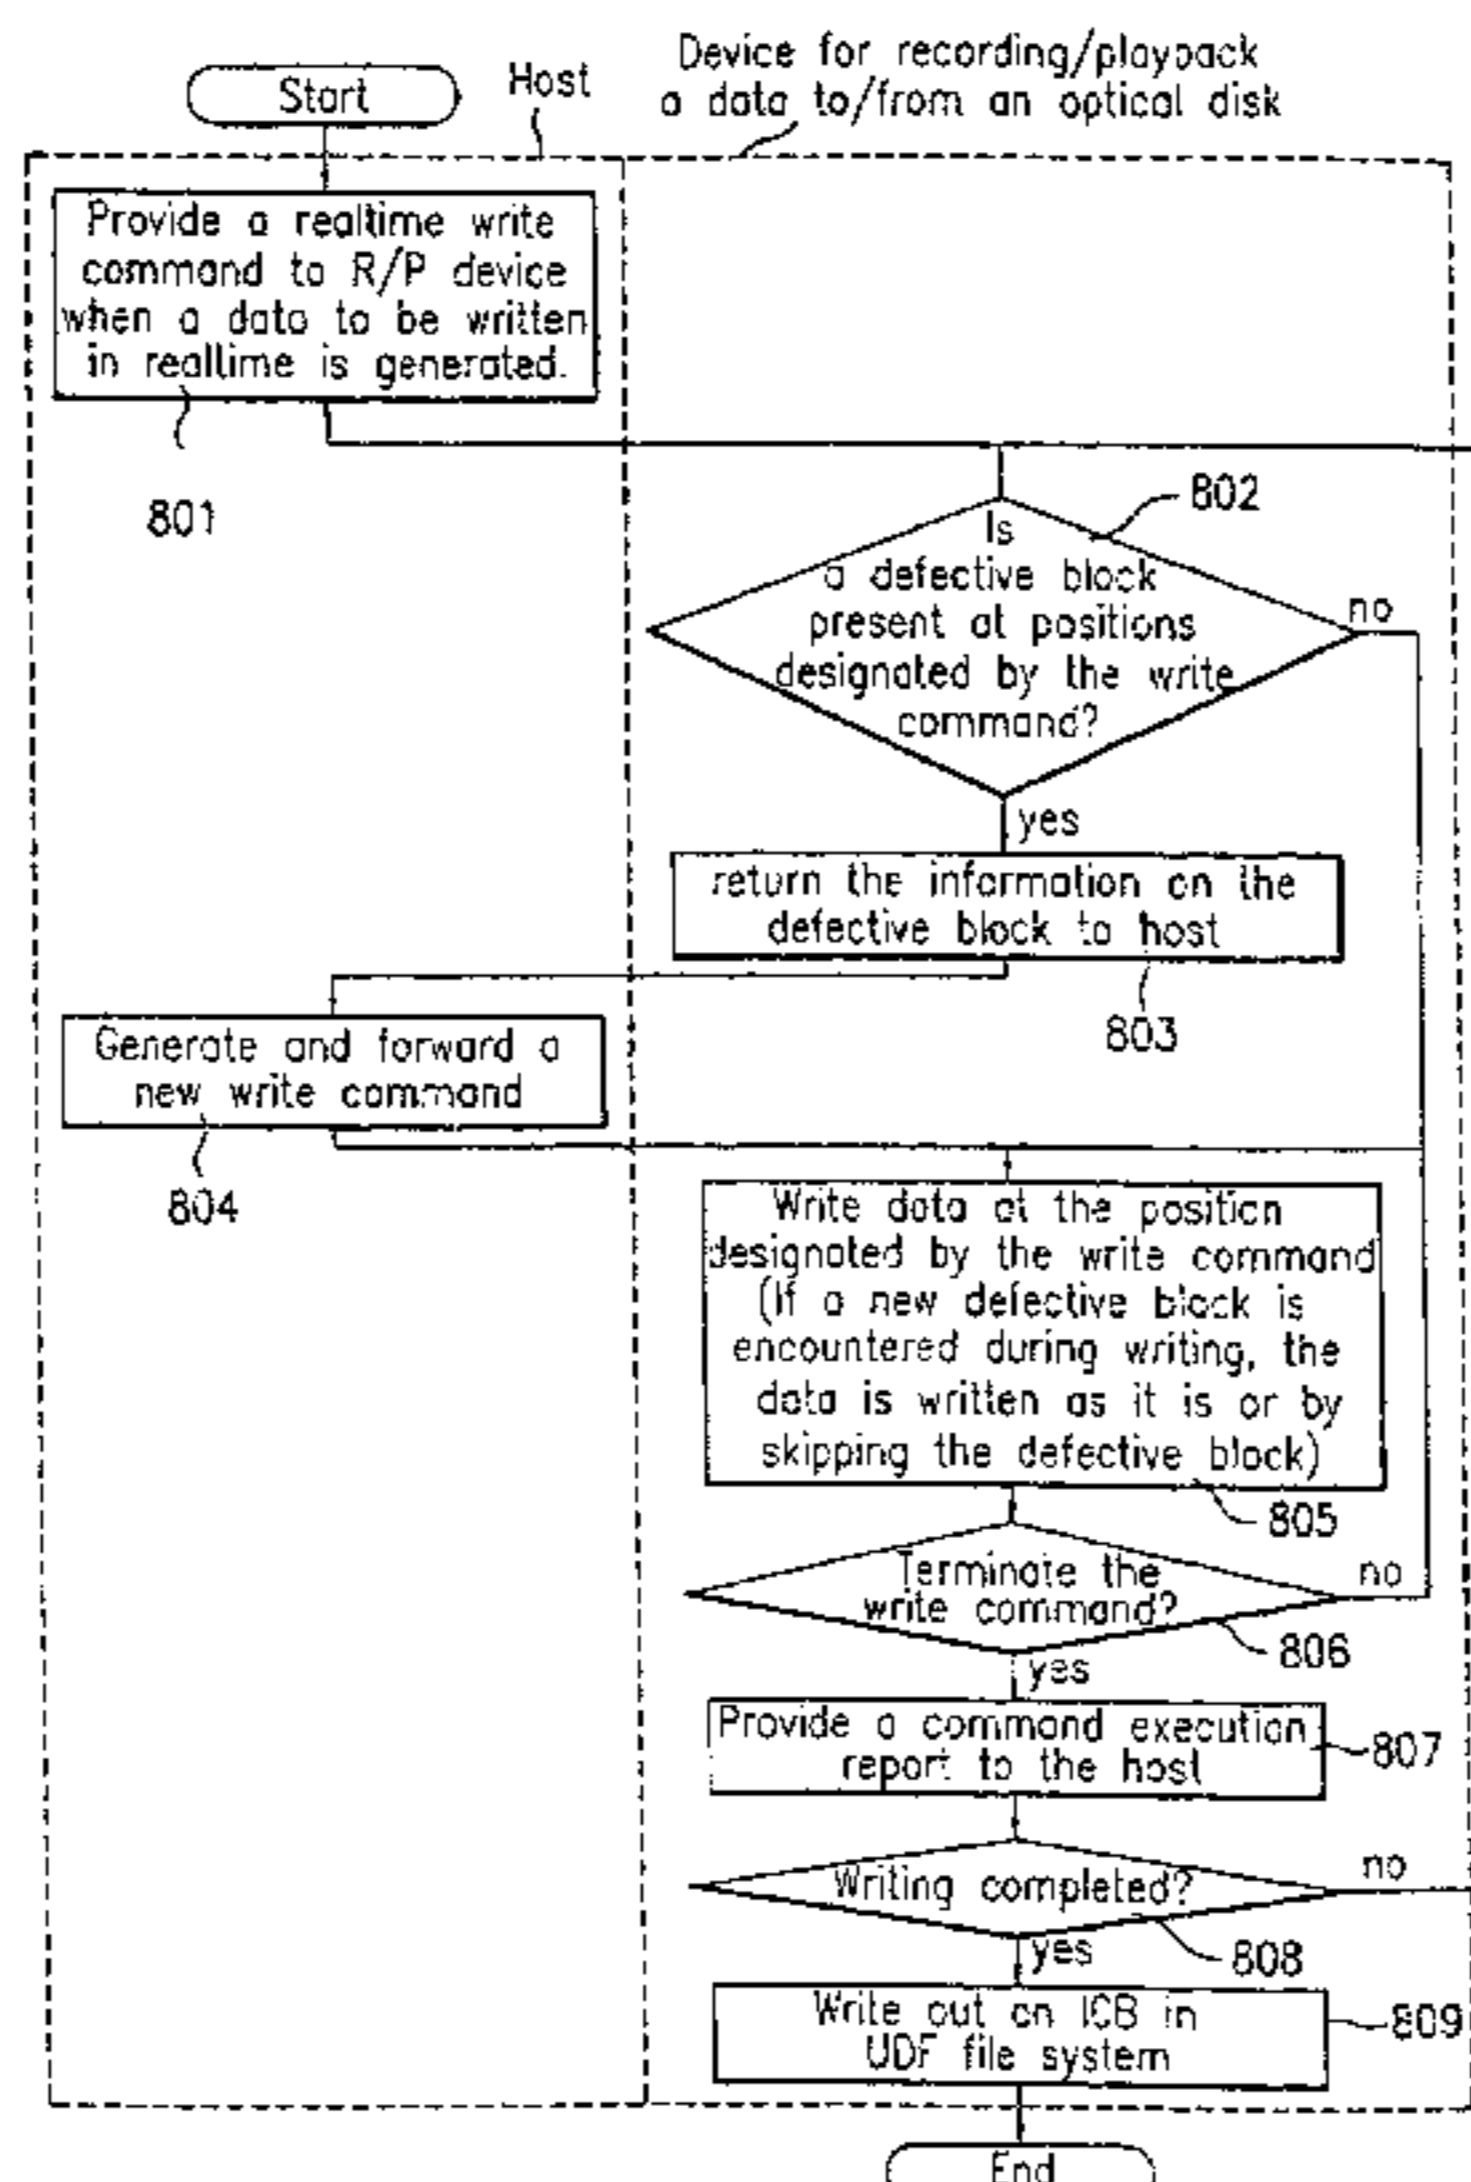 Start
Host
Device for recording/playback
a data to/from an optical disk
Provide a realtime write
command to R/P device
when a data to be written
in realtime is generated.
801
802
Is
a defective block
present at positions
designated by the write
command?
no
yes
return the information on the
defective block to host
803
Generate and forward a
new write command
804
Write data at the position
designated by the write command
(If a new defective block is
encountered during writing, the
data is written as it is or by
skipping the defective block)
805
Terminate the
write command?
no
806
yes
Provide a command execution
report to the host
807
Writing completed?
no
808
yes
Write out an ICB in
UDF file system
809
End